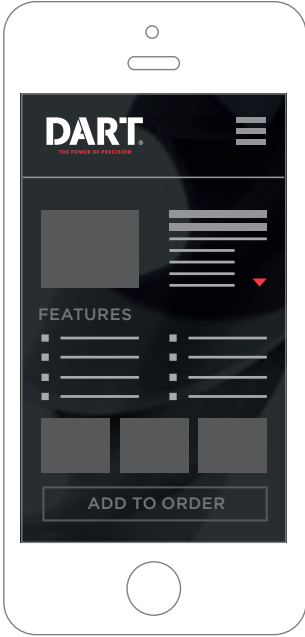 DART®
THE POWER OF PRECISION
FEATURES
ADD TO ORDER